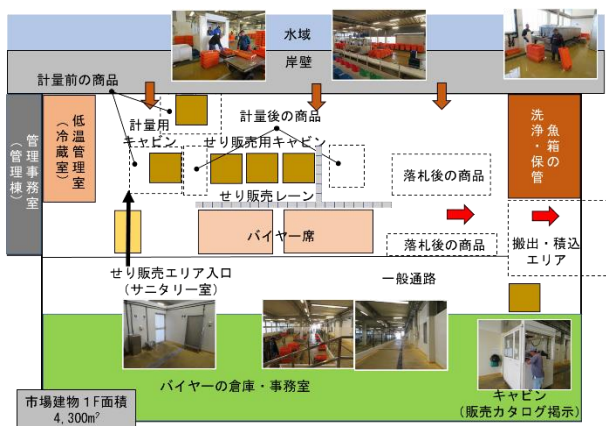 水域
岸壁
計量前の商品
計量用
キャビン
計量後の商品
せり販売用キャビン
管理事務室
（管理棟）
低温管理室
（冷蔵室）
魚箱の
洗浄・保管
落札後の商品
せり販売レーン
バイヤー席
落札後の商品
搬出・積込
エリア
せり販売エリア入口
（サニタリー室）
一般通路
バイヤーの倉庫・事務室
キャビン
（販売カタログ掲示）
市場建物 1F面積
4,300m²